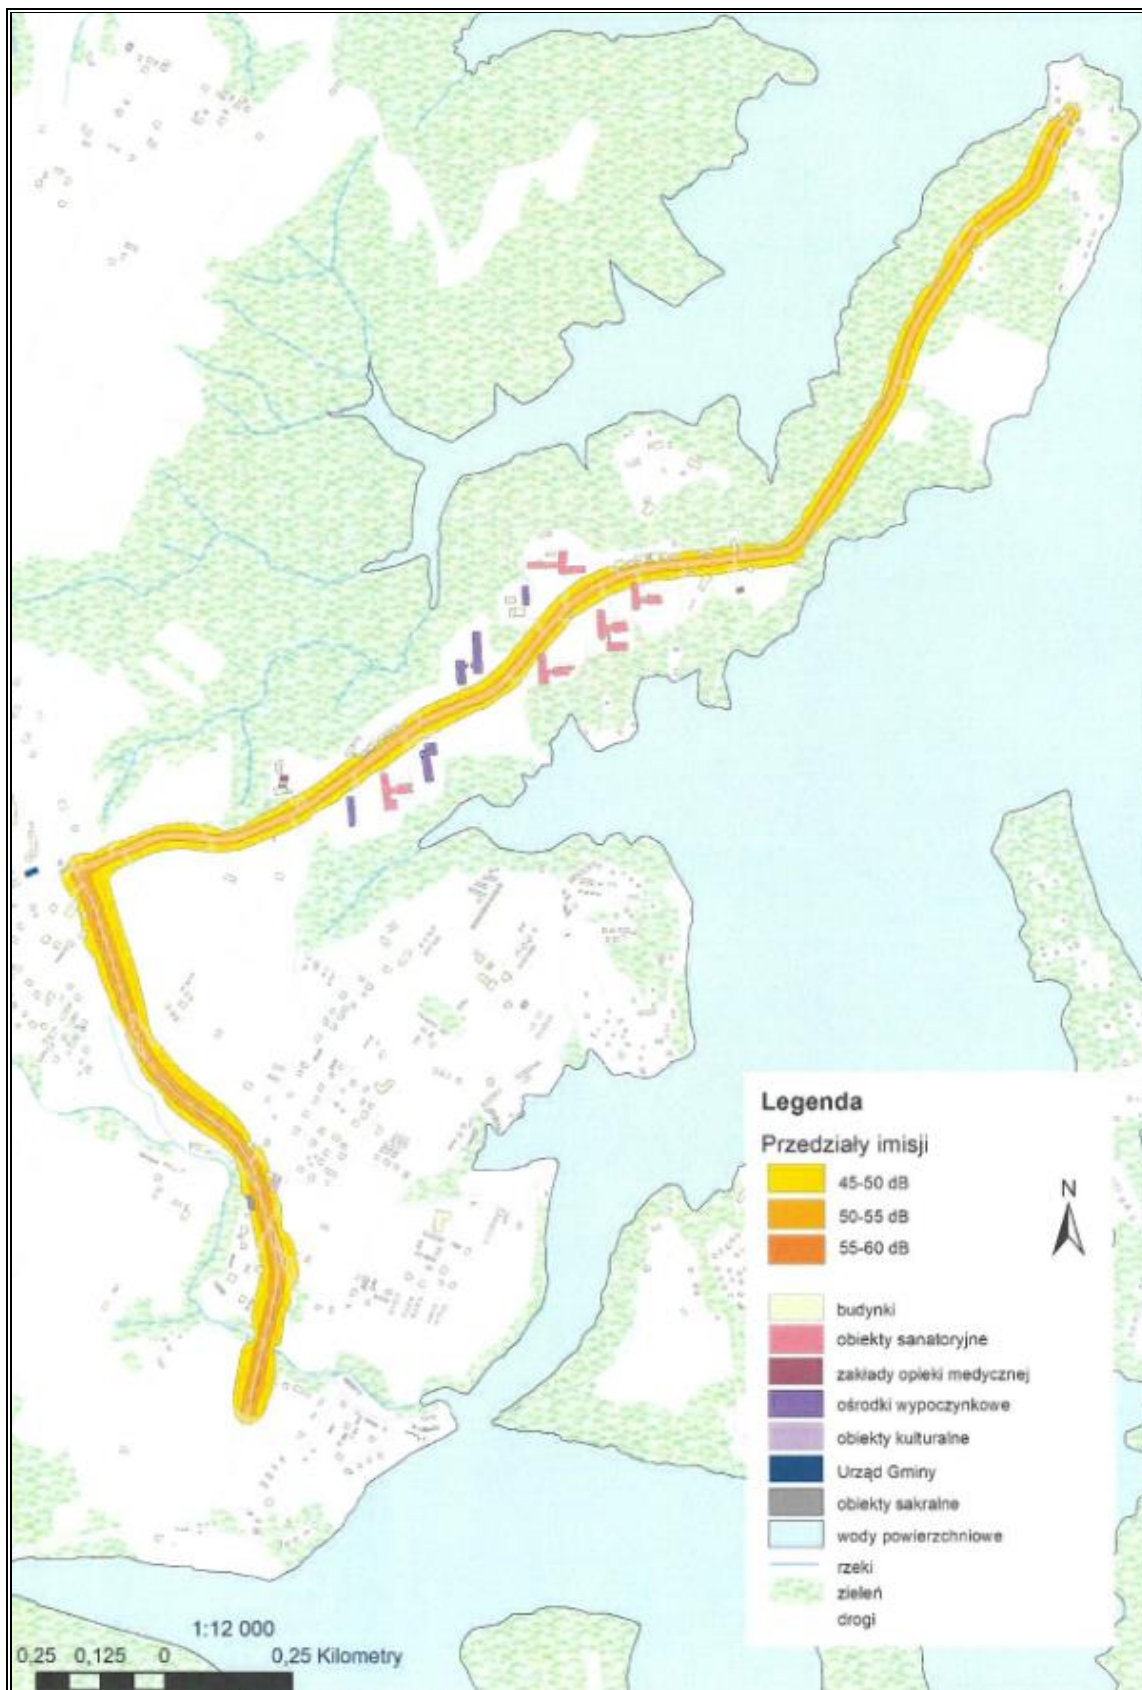 Legenda
Przedziały imisji
45-50 dB
50-55 dB
55-60 dB
N
budynki
obiekty sanatoryjne
zakłady opieki medycznej
ośrodki wypoczynkowe
obiekty kulturalne
Urząd Gminy
obiekty sakralne
wody powierzchniowe
rzeki
zieleń
drogi
1:12 000
0,25 0,125 0 0,25 Kilometry